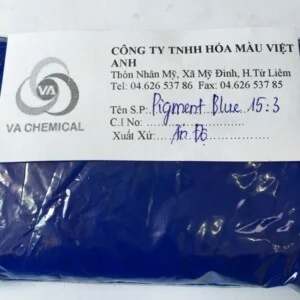 CÔNG TY TNHH HÓA MÀU VIỆT
ANH
Thôn Nhân Mỹ, Xã Mỹ Đình, H.Từ Liêm
Tel: 04.626 537 86 Fax: 04.626 537 85
VA
VA CHEMICAL
Tên S.P: Pigment Blue 15:3
C.I No:
Xuất Xứ: Ấn Độ